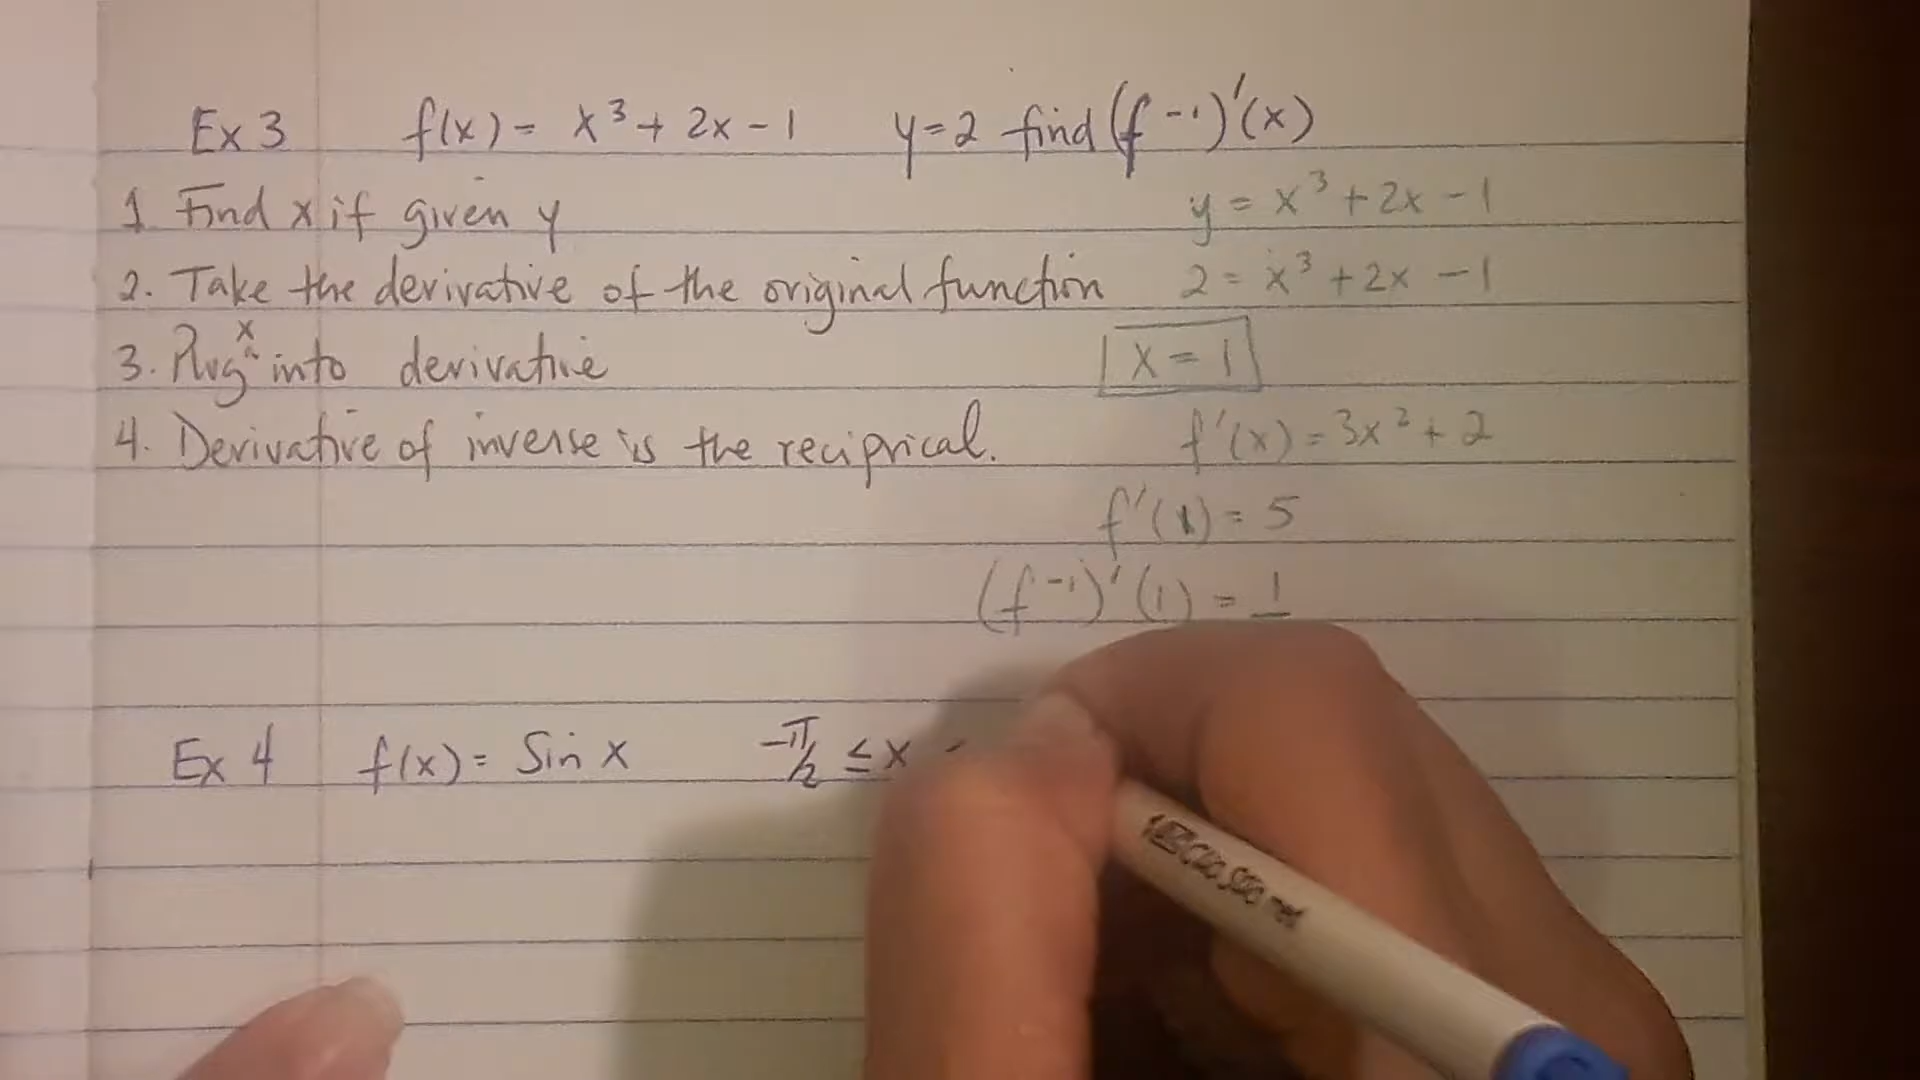 Ex 3 f(x) = x³ + 2x - 1 y=2 find (f⁻¹)'(x)
1. Find x if given y
y = x³ + 2x - 1
2. Take the derivative of the original function
2 = x³ + 2x - 1
3. Plug x into derivative
x = 1
4. Derivative of inverse is the reciprical.
f'(x) = 3x² + 2
f'(1) = 5
(f⁻¹)'(1) = 1
Ex 4 f(x) = Sin x -π/2 ≤ x